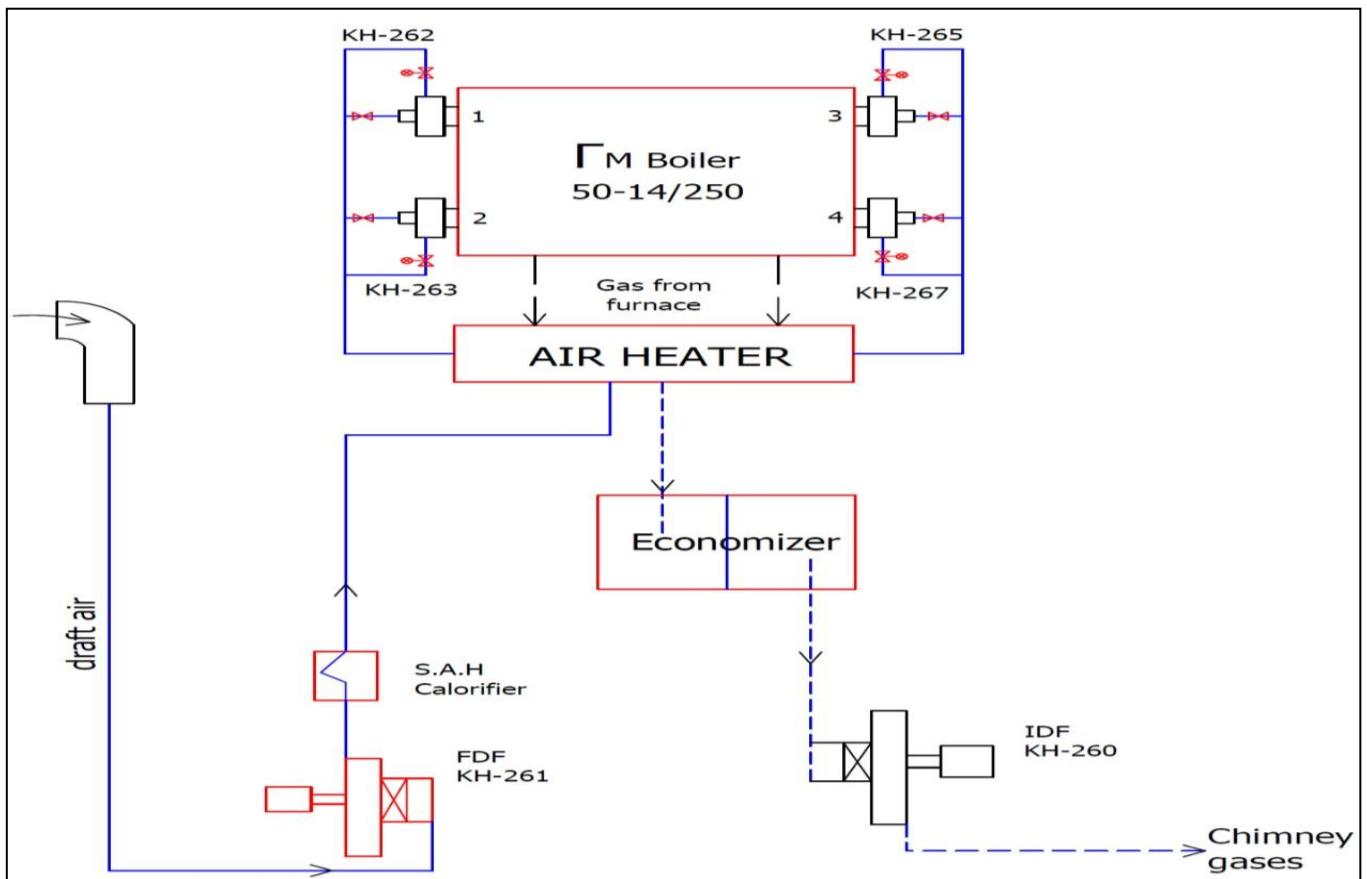 KH-262
KH-265
1
3
ГM Boiler
50-14/250
2
4
KH-263
Gas from
furnace
KH-267
AIR HEATER
Economizer
draft air
S.A.H
Calorifier
FDF
KH-261
IDF
KH-260
Chimney
gases